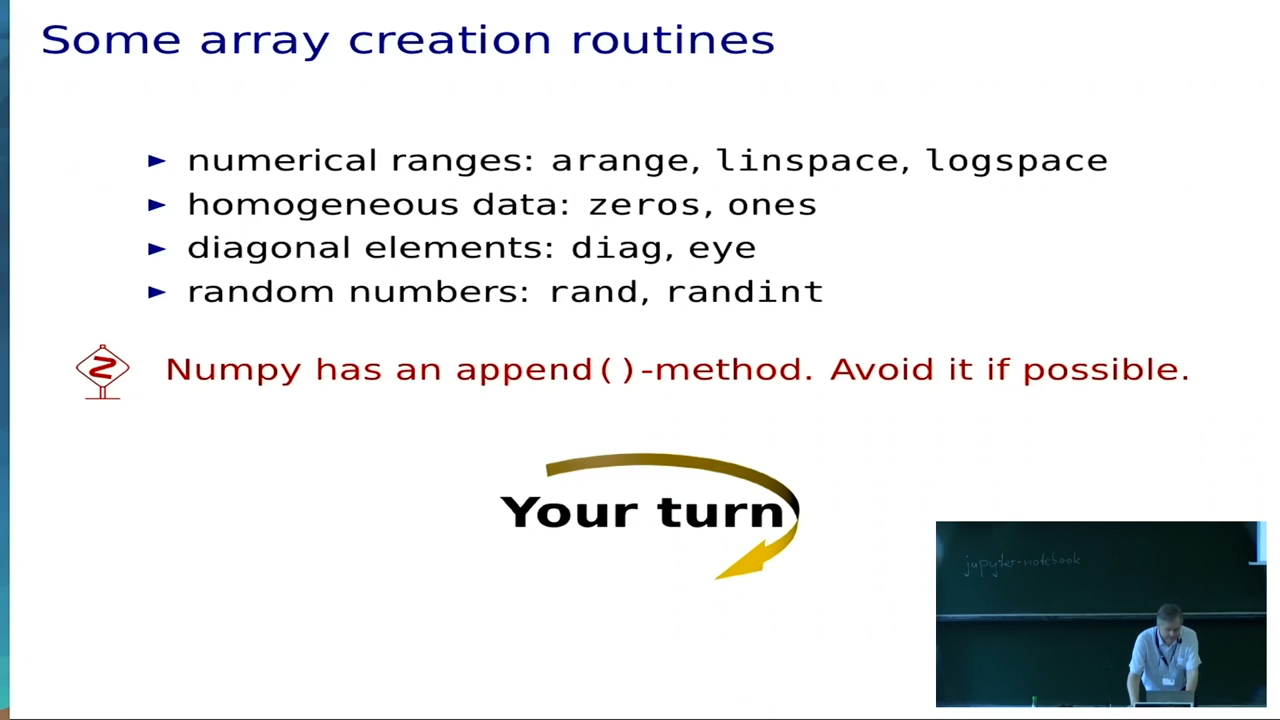 Some array creation routines
► numerical ranges: arange, linspace, logspace
► homogeneous data: zeros, ones
► diagonal elements: diag, eye
► random numbers: rand, randint
Numpy has an append()-method. Avoid it if possible.
Your turn
jupyter-notebook